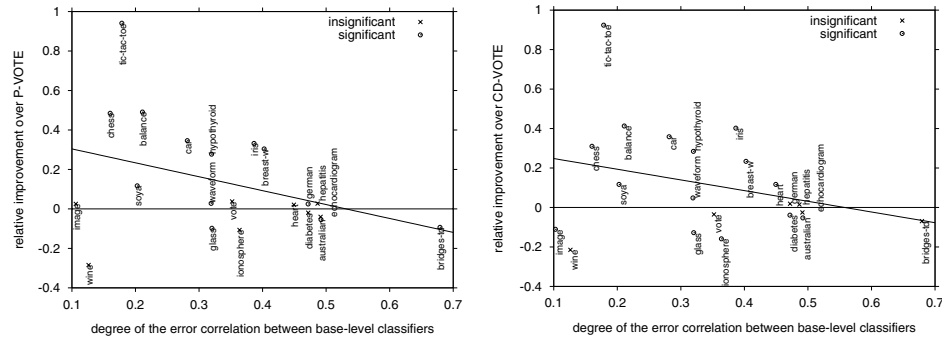 relative improvement over P-VOTE
1
0.8
0.6
0.4
0.2
0
-0.2
-0.4
0.1
0.2
0.3
0.4
0.5
0.6
0.7
degree of the error correlation between base-level classifiers
insignificant
significant
image
wine
chess
tic-tac-toe
soya
balance
car
waveform
hypothyroid
glass
vote
ionosphere
iris
breast-w
heart
german
diabetes
hepatitis
echocardiogram
australian
bridges-td
relative improvement over CD-VOTE
1
0.8
0.6
0.4
0.2
0
-0.2
-0.4
0.1
0.2
0.3
0.4
0.5
0.6
0.7
degree of the error correlation between base-level classifiers
insignificant
significant
image
wine
chess
tic-tac-toe
soya
balance
car
waveform
hypothyroid
glass
vote
ionosphere
iris
breast-w
heart
german
diabetes
hepatitis
echocardiogram
australian
bridges-td